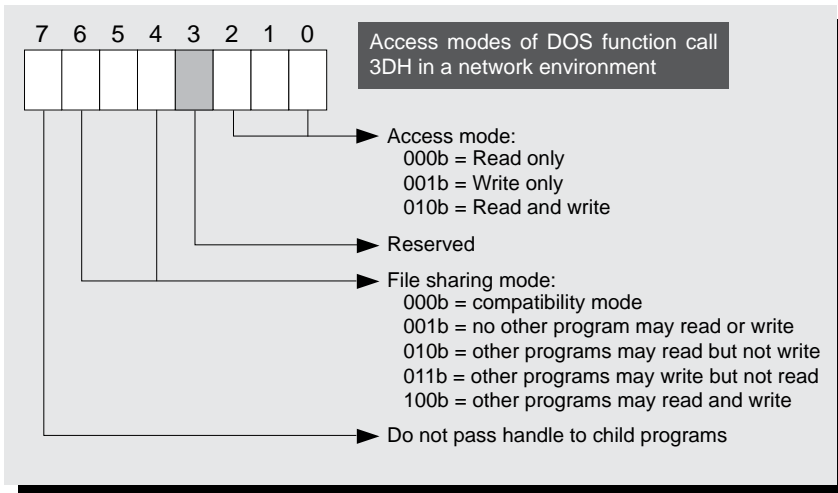 7 6 5 4 3 2 1 0
Access modes of DOS function call
3DH in a network environment
Access mode:
000b = Read only
001b = Write only
010b = Read and write
Reserved
File sharing mode:
000b = compatibility mode
001b = no other program may read or write
010b = other programs may read but not write
011b = other programs may write but not read
100b = other programs may read and write
Do not pass handle to child programs